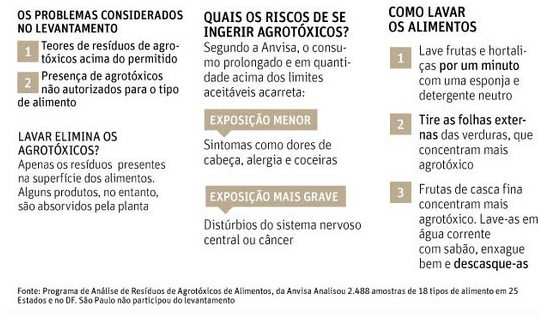 OS PROBLEMAS CONSIDERADOS
NO LEVANTAMENTO
1 Teores de resíduos de agro-
tóxicos acima do permitido
2 Presença de agrotóxicos
não autorizados para o tipo
de alimento
LAVAR ELIMINA OS
AGROTÓXICOS?
Apenas os resíduos presentes
na superfície dos alimentos.
Alguns produtos, no entanto,
são absorvidos pela planta
QUAIS OS RISCOS DE SE
INGERIR AGROTÓXICOS?
Segundo a Anvisa, o consu-
mo prolongado e em quanti-
dade acima dos limites
aceitáveis acarreta:
EXPOSIÇÃO MENOR
Sintomas como dores de
cabeça, alergia e coceiras
EXPOSIÇÃO MAIS GRAVE
Distúrbios do sistema nervoso
central ou câncer
COMO LAVAR
OS ALIMENTOS
1 Lave frutas e hortali-
ças por um minuto
com uma esponja e
detergente neutro
2 Tire as folhas exter-
nas das verduras, que
concentram mais
agrotóxico
3 Frutas de casca fina
concentram mais
agrotóxico. Lave-as em
água corrente
com sabão, enxague
bem e descasque-as
Fonte: Programa de Análise de Resíduos de Agrotóxicos de Alimentos, da Anvisa Analisou 2.488 amostras de 18 tipos de alimento em 25
Estados e no DF. São Paulo não participou do levantamento